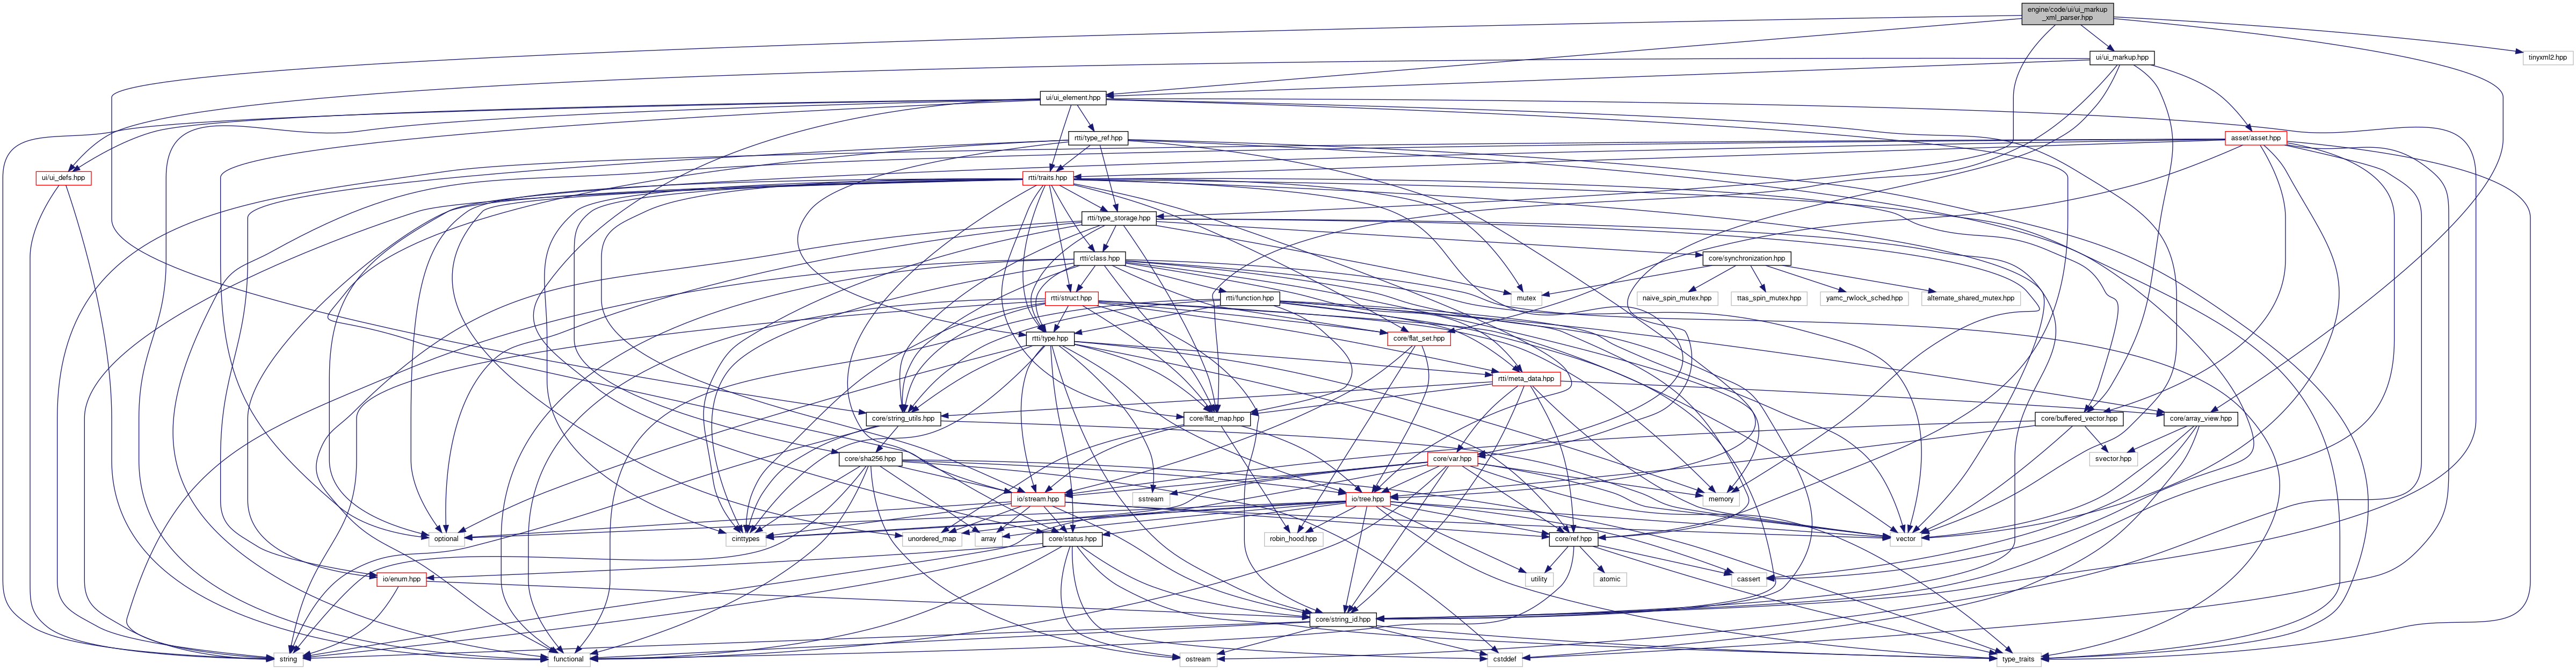 engine/code/ui/ui_markup
_xml_parser.hpp
ui/ui_markup.hpp
tinyxml2.hpp
ui/ui_element.hpp
rtti/type_ref.hpp
asset/asset.hpp
ui/ui_defs.hpp
rtti/traits.hpp
rtti/type_storage.hpp
rtti/class.hpp
core/synchronization.hpp
rtti/struct.hpp
rtti/function.hpp
mutex
naive_spin_mutex.hpp
ttas_spin_mutex.hpp
yamc_rwlock_sched.hpp
alternate_shared_mutex.hpp
rtti/type.hpp
core/flat_set.hpp
rtti/meta_data.hpp
core/string_utils.hpp
core/flat_map.hpp
core/buffered_vector.hpp
core/array_view.hpp
core/sha256.hpp
core/var.hpp
svector.hpp
io/stream.hpp
sstream
io/tree.hpp
memory
optional
cinttypes
unordered_map
array
core/status.hpp
robin_hood.hpp
core/ref.hpp
vector
io/enum.hpp
utility
atomic
cassert
core/string_id.hpp
string
functional
ostream
cstddef
type_traits